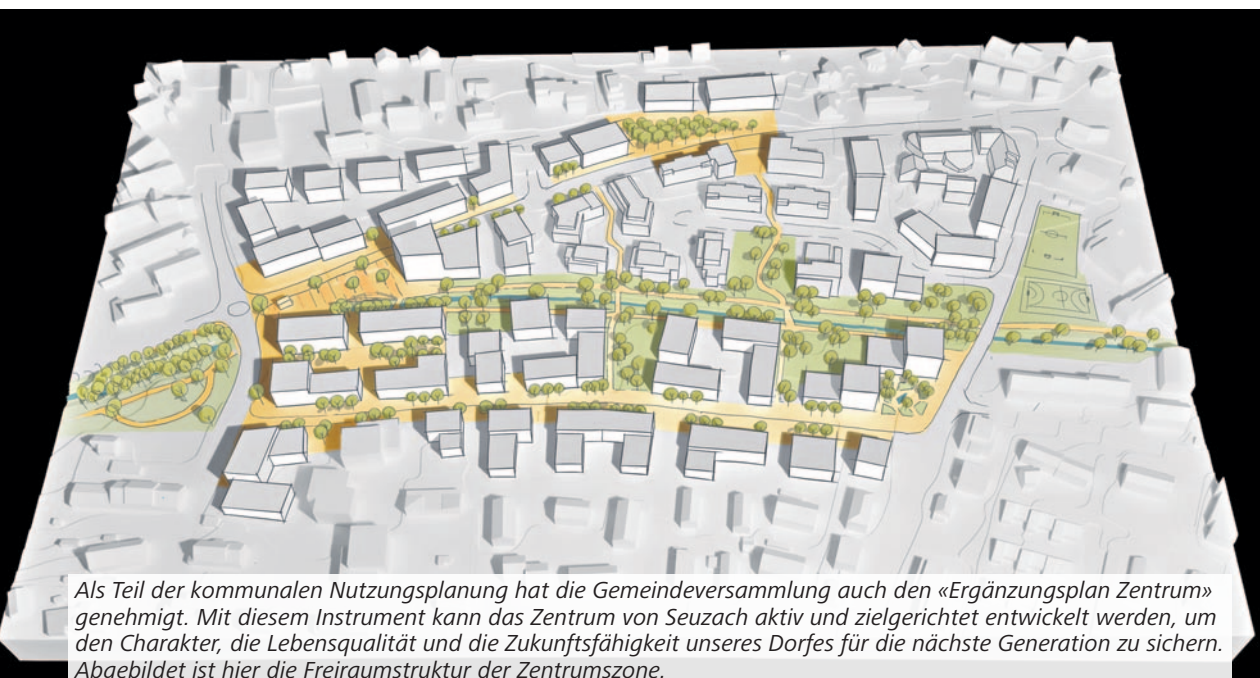 Als Teil der kommunalen Nutzungsplanung hat die Gemeindeversammlung auch den «Ergänzungsplan Zentrum»
genehmigt. Mit diesem Instrument kann das Zentrum von Seuzach aktiv und zielgerichtet entwickelt werden, um
den Charakter, die Lebensqualität und die Zukunftsfähigkeit unseres Dorfes für die nächste Generation zu sichern.
Abgebildet ist hier die Freiraumstruktur der Zentrumszone.